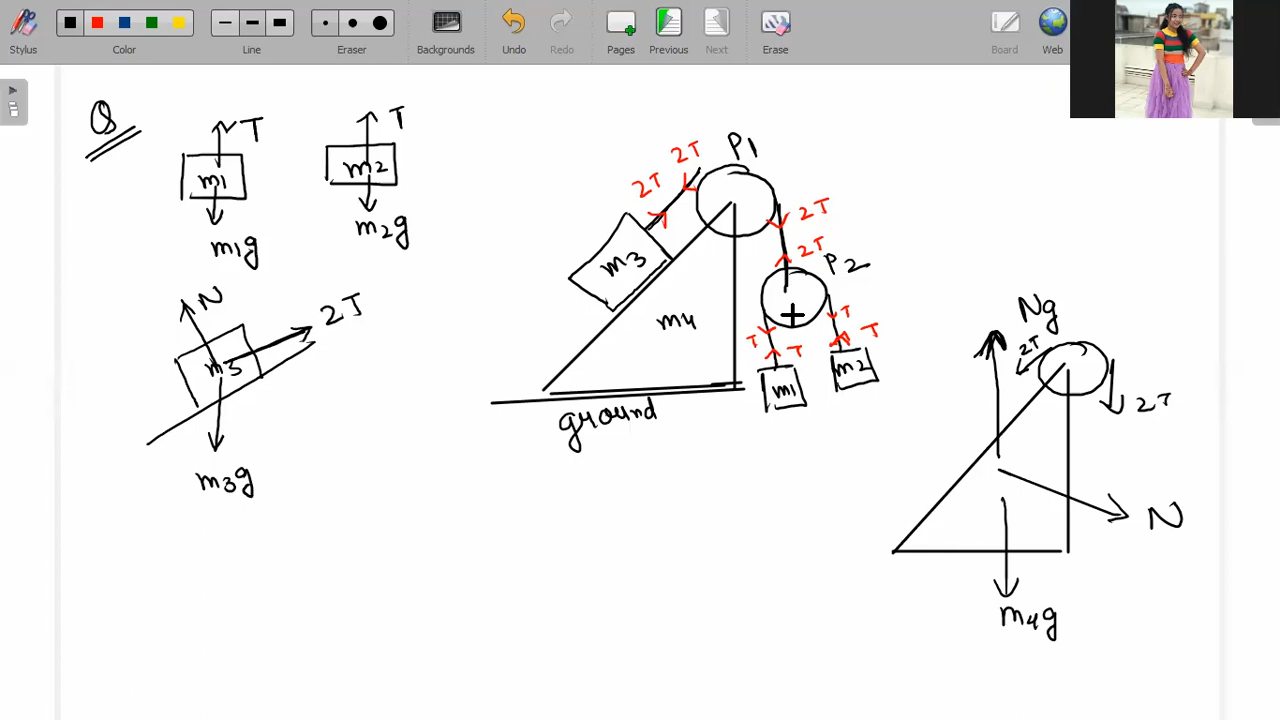 Stylus
Color
Line
Eraser
Backgrounds
Undo
Redo
Pages
Previous
Next
Erase
Board
Web
Q
T
m1
m1g
T
m2
m2g
N
2T
m3
m3g
P1
2T
2T
2T
2T
P2
m3
m4
T
T
T
T
m1
m2
ground
Ng
2T
2T
N
m4g